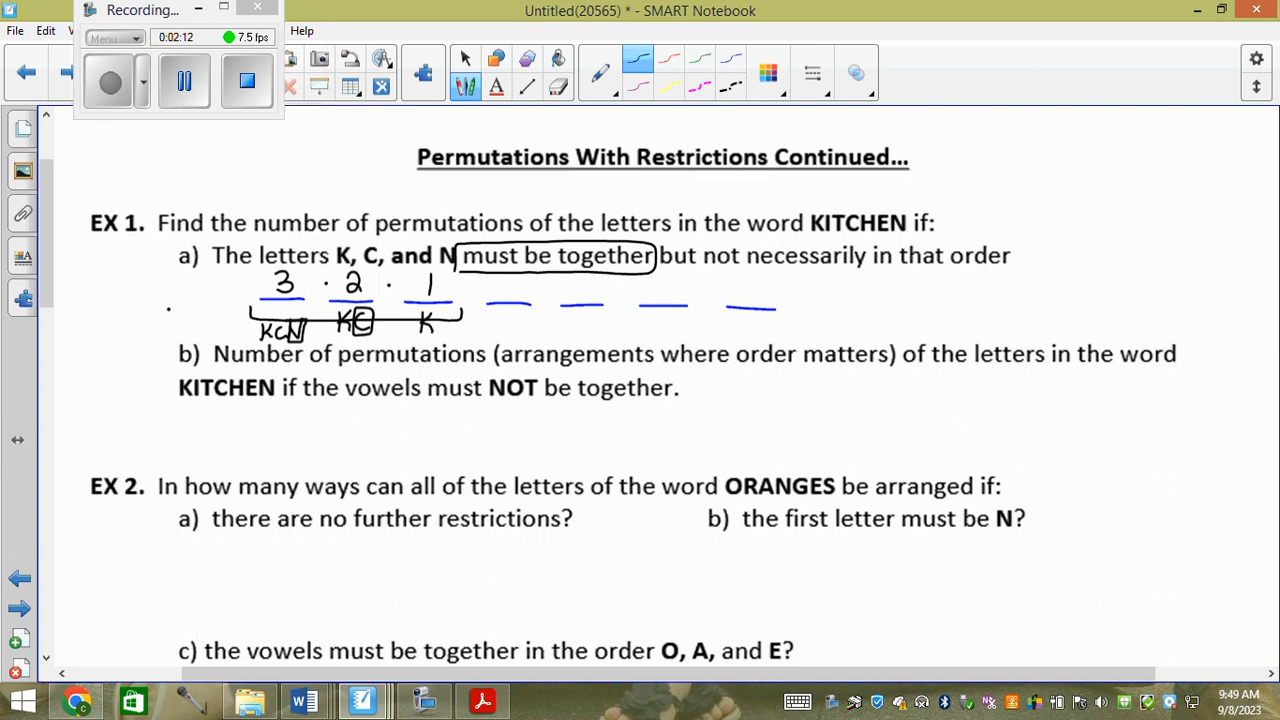 Recording...
Untitled(20565) * - SMART Notebook
File
Edit
Help
Menu
0:02:12
7.5 fps
Permutations With Restrictions Continued...
EX 1. Find the number of permutations of the letters in the word KITCHEN if:
a) The letters K, C, and N must be together but not necessarily in that order
3 · 2 · 1
KCN KC K
b) Number of permutations (arrangements where order matters) of the letters in the word
KITCHEN if the vowels must NOT be together.
EX 2. In how many ways can all of the letters of the word ORANGES be arranged if:
a) there are no further restrictions?
b) the first letter must be N?
c) the vowels must be together in the order O, A, and E?
9:49 AM
9/8/2023